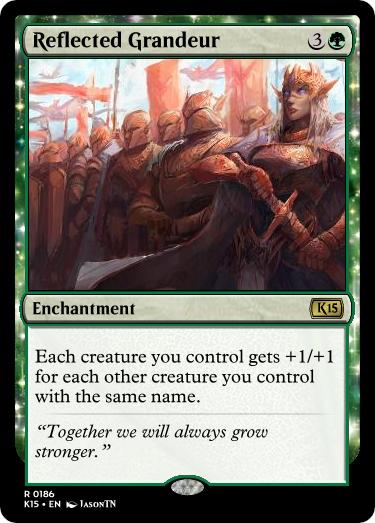 Reflected Grandeur 3
Enchantment K15
Each creature you control gets +1/+1
for each other creature you control
with the same name.
“Together we will always grow
stronger.”
R 0186
K15 • EN JasonTN